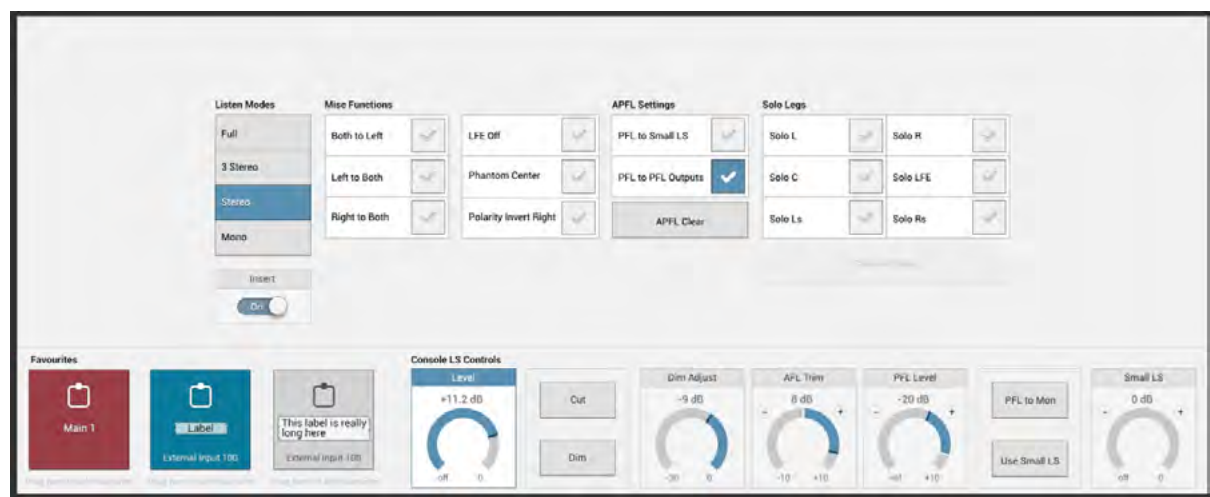 Listen Modes
Full
3 Stereo
Stereo
Mono
Insert
On
Misc Functions
Both to Left
Left to Both
Right to Both
LFE Off
Phantom Center
Polarity Invert Right
APFL Settings
PFL to Small LS
PFL to PFL Outputs
APFL Clear
Solo Legs
Solo L
Solo R
Solo C
Solo LFE
Solo Ls
Solo Rs
Favourites
Main 1
Label
External Input 100
This label is really
long here
External Input 100
Console LS Controls
Level
+11.2 dB
off 0
Cut
Dim
Dim Adjust
-9 dB
-30 0
AFL Trim
8 dB
- +
-10 +10
PFL Level
-20 dB
- +
-inf +10
PFL to Mon
Use Small LS
Small LS
0 dB
- +
off 0